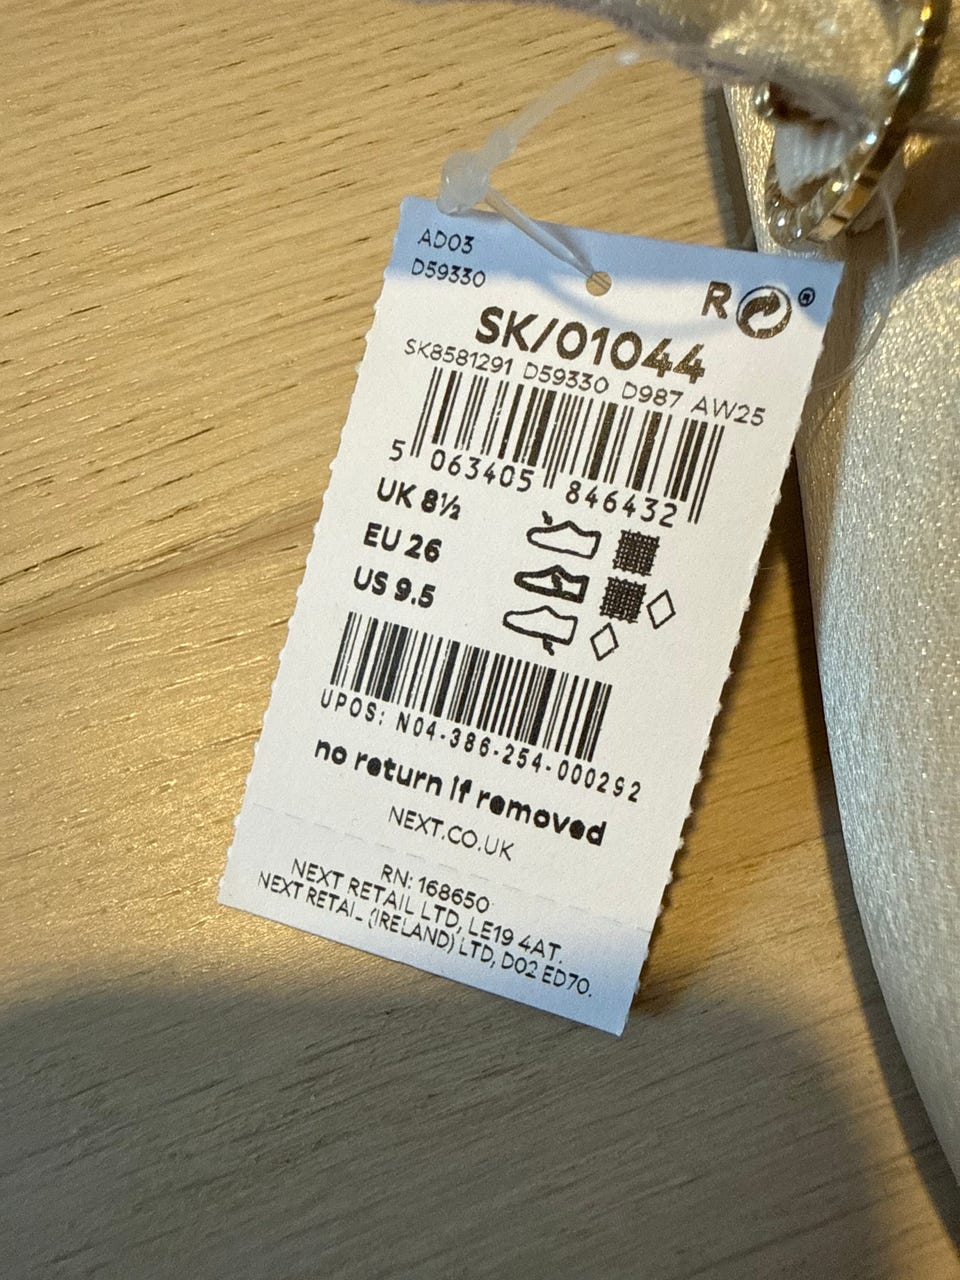 AD03
D59330
R ®
SK/01044
SK8581291 D59330 D987 AW25
5 063405 846432
UK 8½
EU 26
US 9.5
UPOS: N04-386-254-000292
no return if removed
NEXT.CO.UK
RN: 168650
NEXT RETAIL LTD, LE19 4AT.
NEXT RETAIL (IRELAND) LTD, D02 ED70.